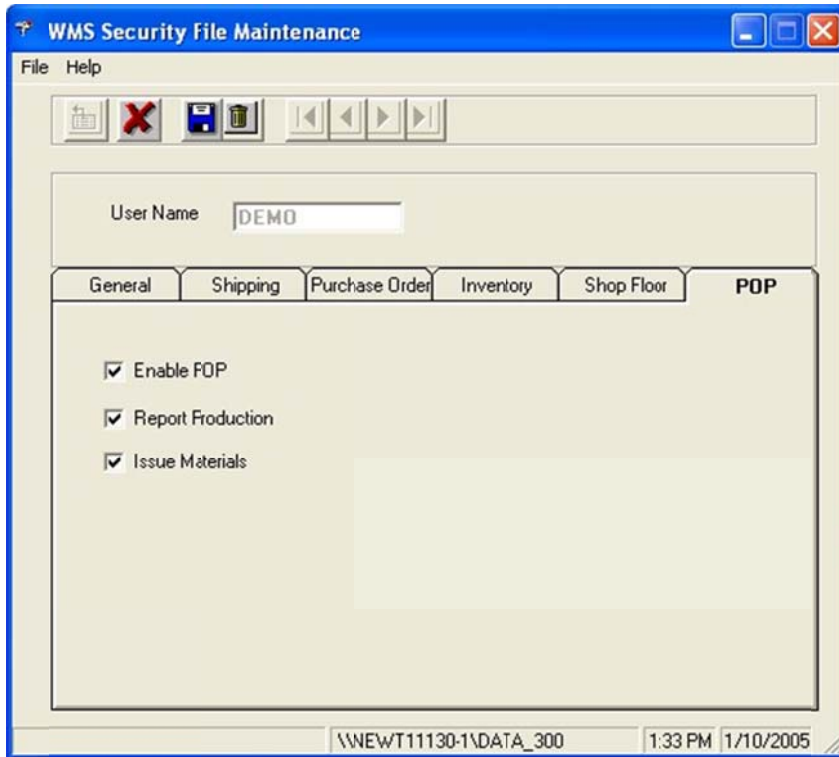 WMS Security File Maintenance
File Help
User Name DEMO
General Shipping Purchase Order Inventory Shop Floor POP
Enable POP
Report Production
Issue Materials
\\NEWT11130-1\DATA_300 1:33 PM 1/10/2005